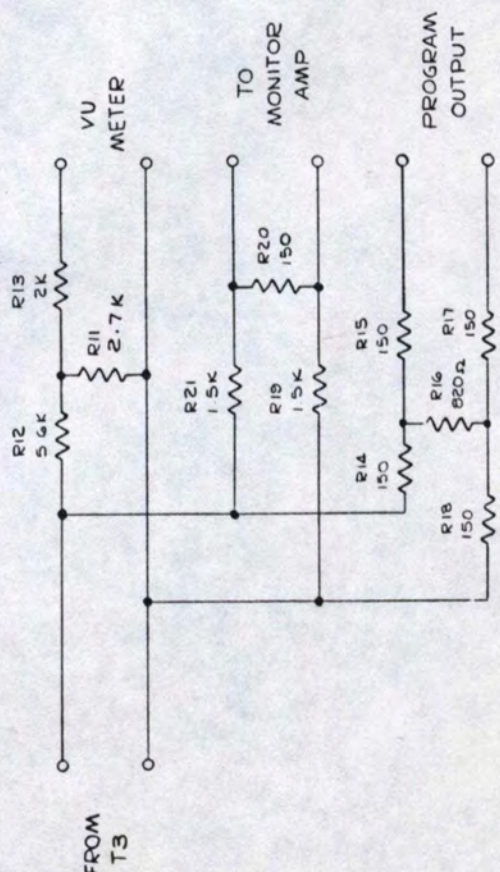 VU
METER
R13
2K
R11
2.7K
R12
5.6K
TO
MONITOR
AMP
R20
150
R21
1.5K
R19
1.5K
PROGRAM
OUTPUT
R15
150
R17
150
R16
820Ω
R14
150
R18
150
FROM
T3